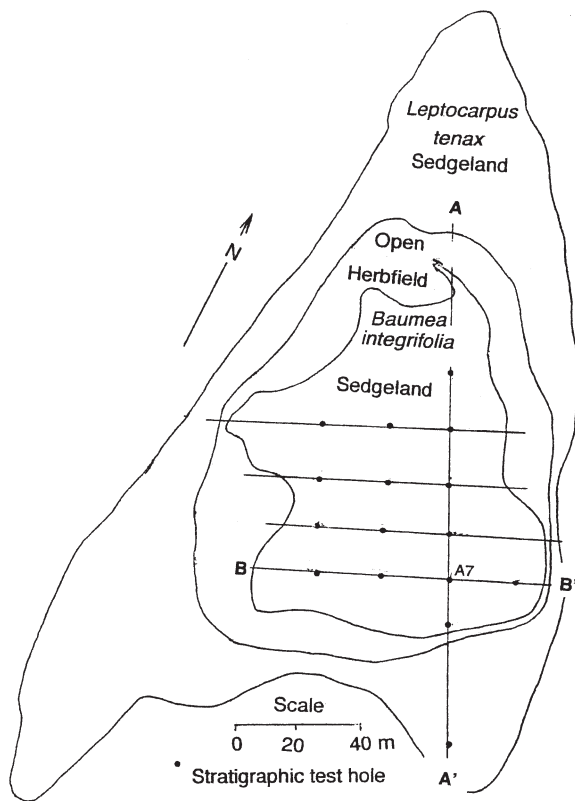 Leptocarpus
tenax
Sedgeland
A
N
Open
Herbfield
Baumea
integrifolia
Sedgeland
B
A7
B'
Scale
0 20 40 m
Stratigraphic test hole
A'